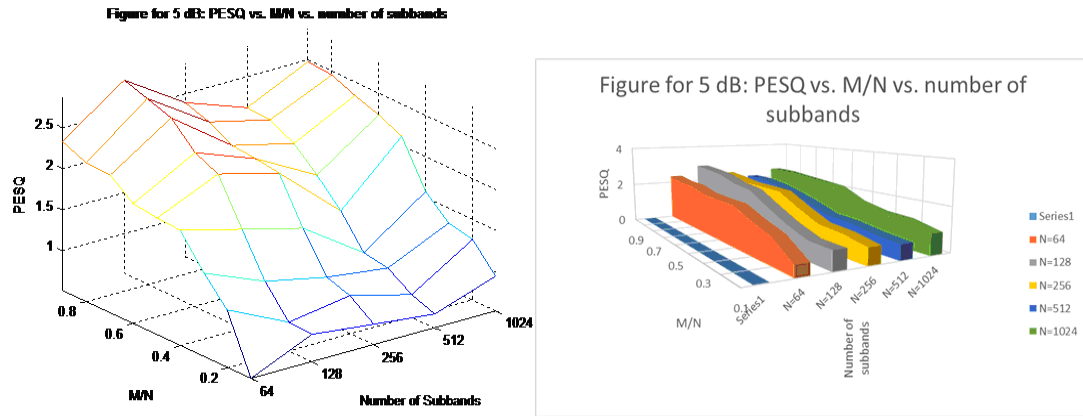 Figure for 5 dB: PESQ vs. M/N vs. number of subbands
2.5
2
1.5
1
PESQ
0.8
0.6
0.4
0.2
M/N
64
128
256
512
1024
Number of Subbands
Figure for 5 dB: PESQ vs. M/N vs. number of
subbands
4
2
0
PESQ
0.9
0.7
0.5
0.3
0.1
M/N
Series1
N=64
N=128
N=256
N=512
N=1024
Number of
subbands
Series1
N=64
N=128
N=256
N=512
N=1024